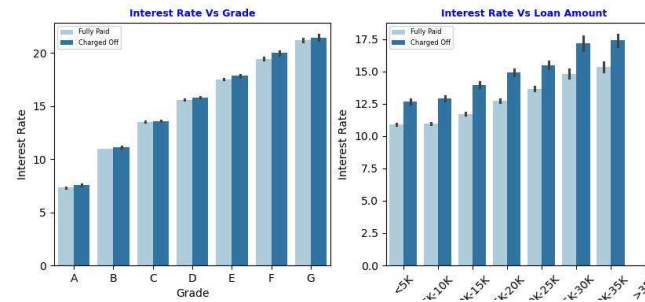 Interest Rate Vs Grade
Fully Paid
Charged Off
Interest Rate
20
15
10
5
0
A B C D E F G
Grade
Interest Rate Vs Loan Amount
Fully Paid
Charged Off
Interest Rate
17.5
15.0
12.5
10.0
7.5
5.0
2.5
0.0
<5K